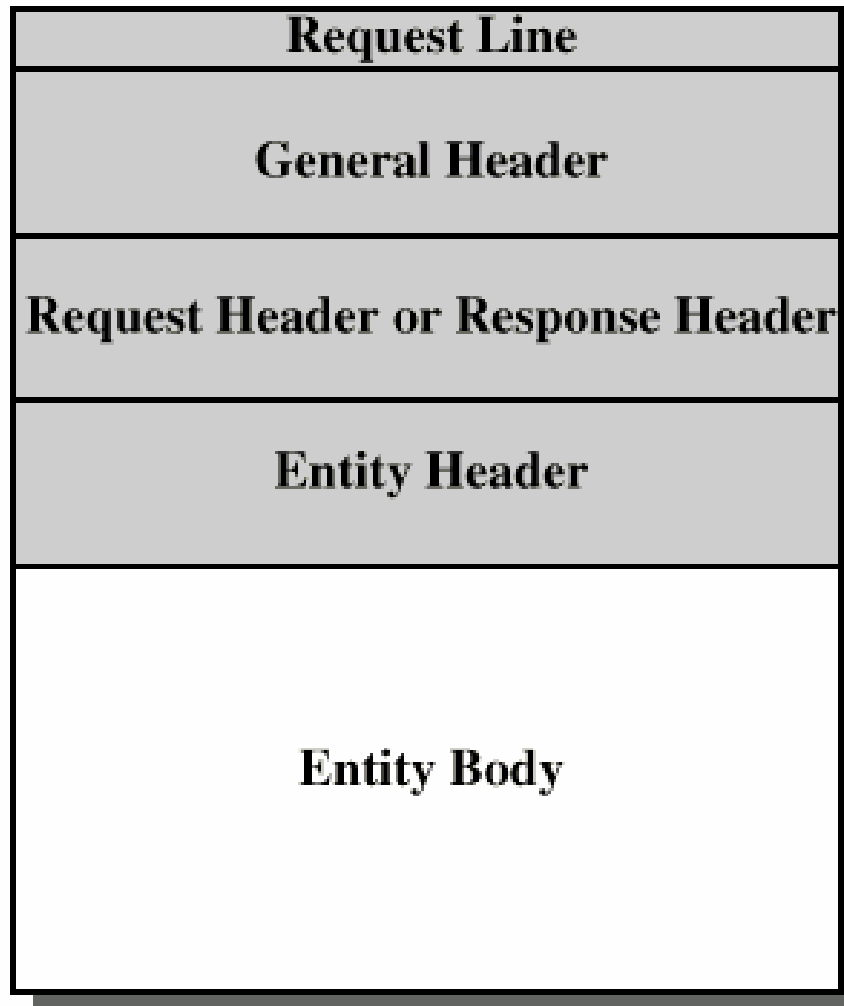 Request Line
General Header
Request Header or Response Header
Entity Header
Entity Body